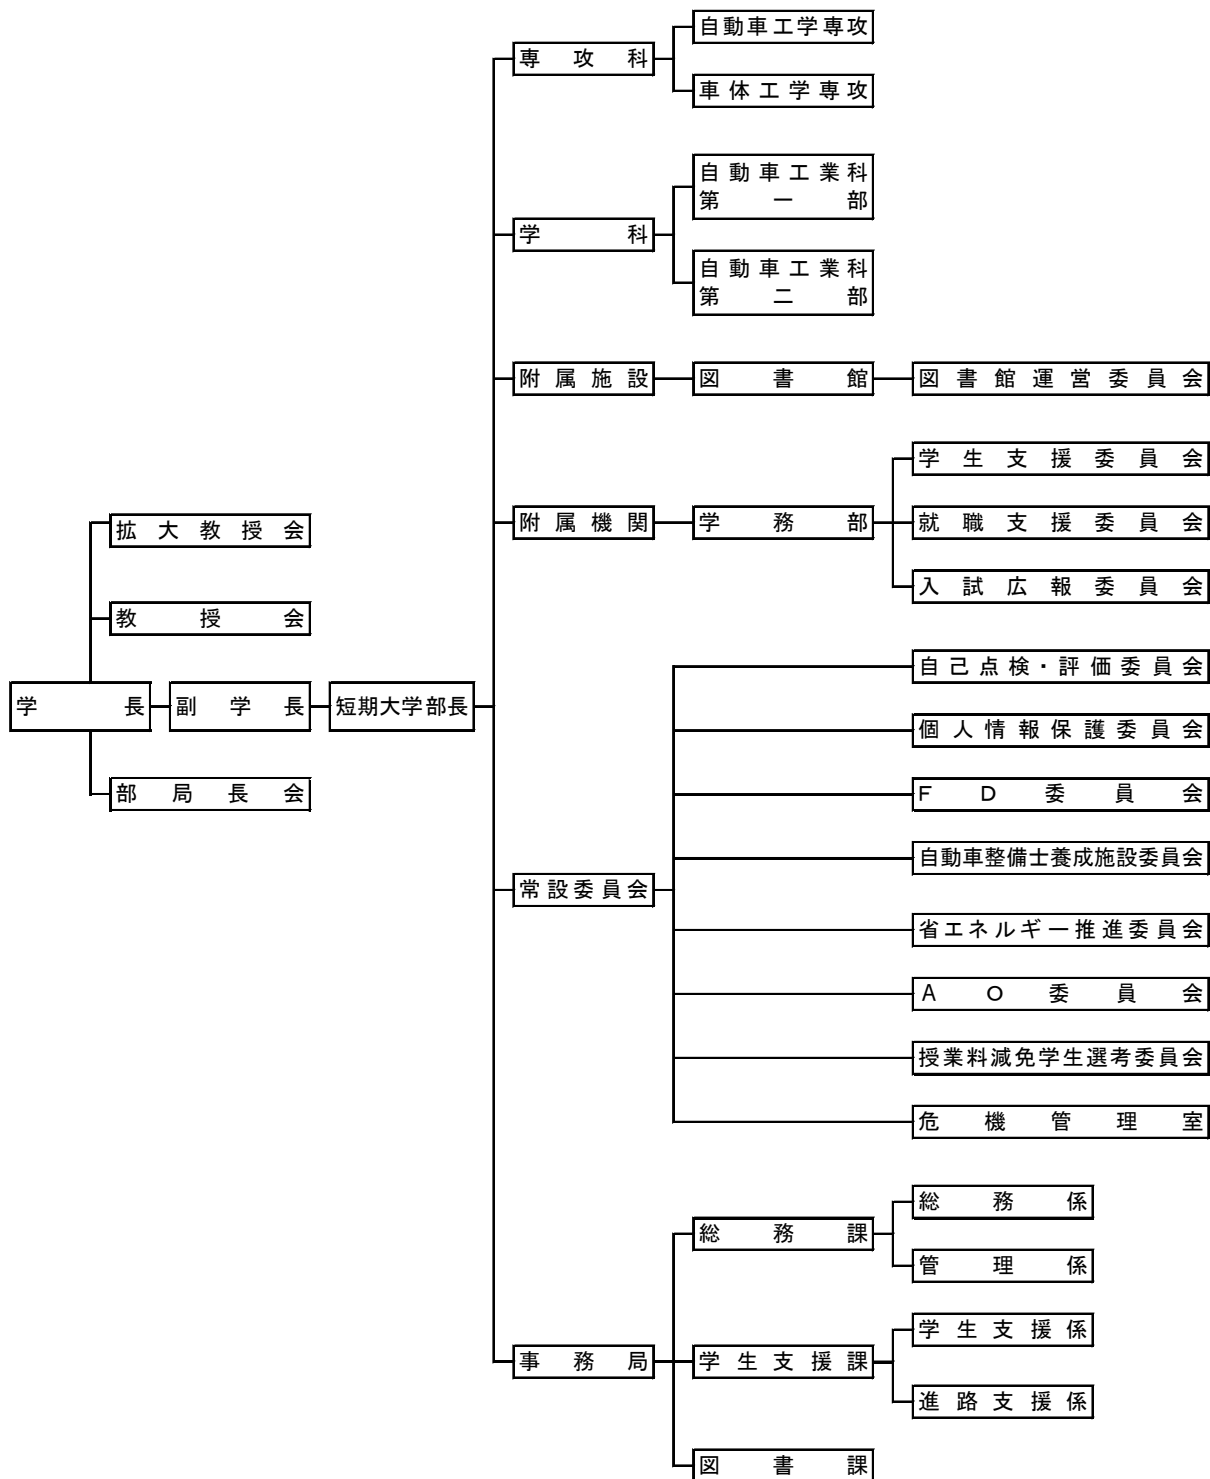 自動車工学専攻
専攻科
車体工学専攻
自動車工業科
第一部
学科
自動車工業科
第二部
附属施設
図書館
図書館運営委員会
学生支援委員会
附属機関
学務部
就職支援委員会
入試広報委員会
拡大教授会
教授会
学長
副学長
短期大学部長
部局長会
自己点検・評価委員会
個人情報保護委員会
ＦＤ委員会
自動車整備士養成施設委員会
常設委員会
省エネルギー推進委員会
ＡＯ委員会
授業料減免学生選考委員会
危機管理室
総務係
総務課
管理係
学生支援係
事務局
学生支援課
進路支援係
図書課